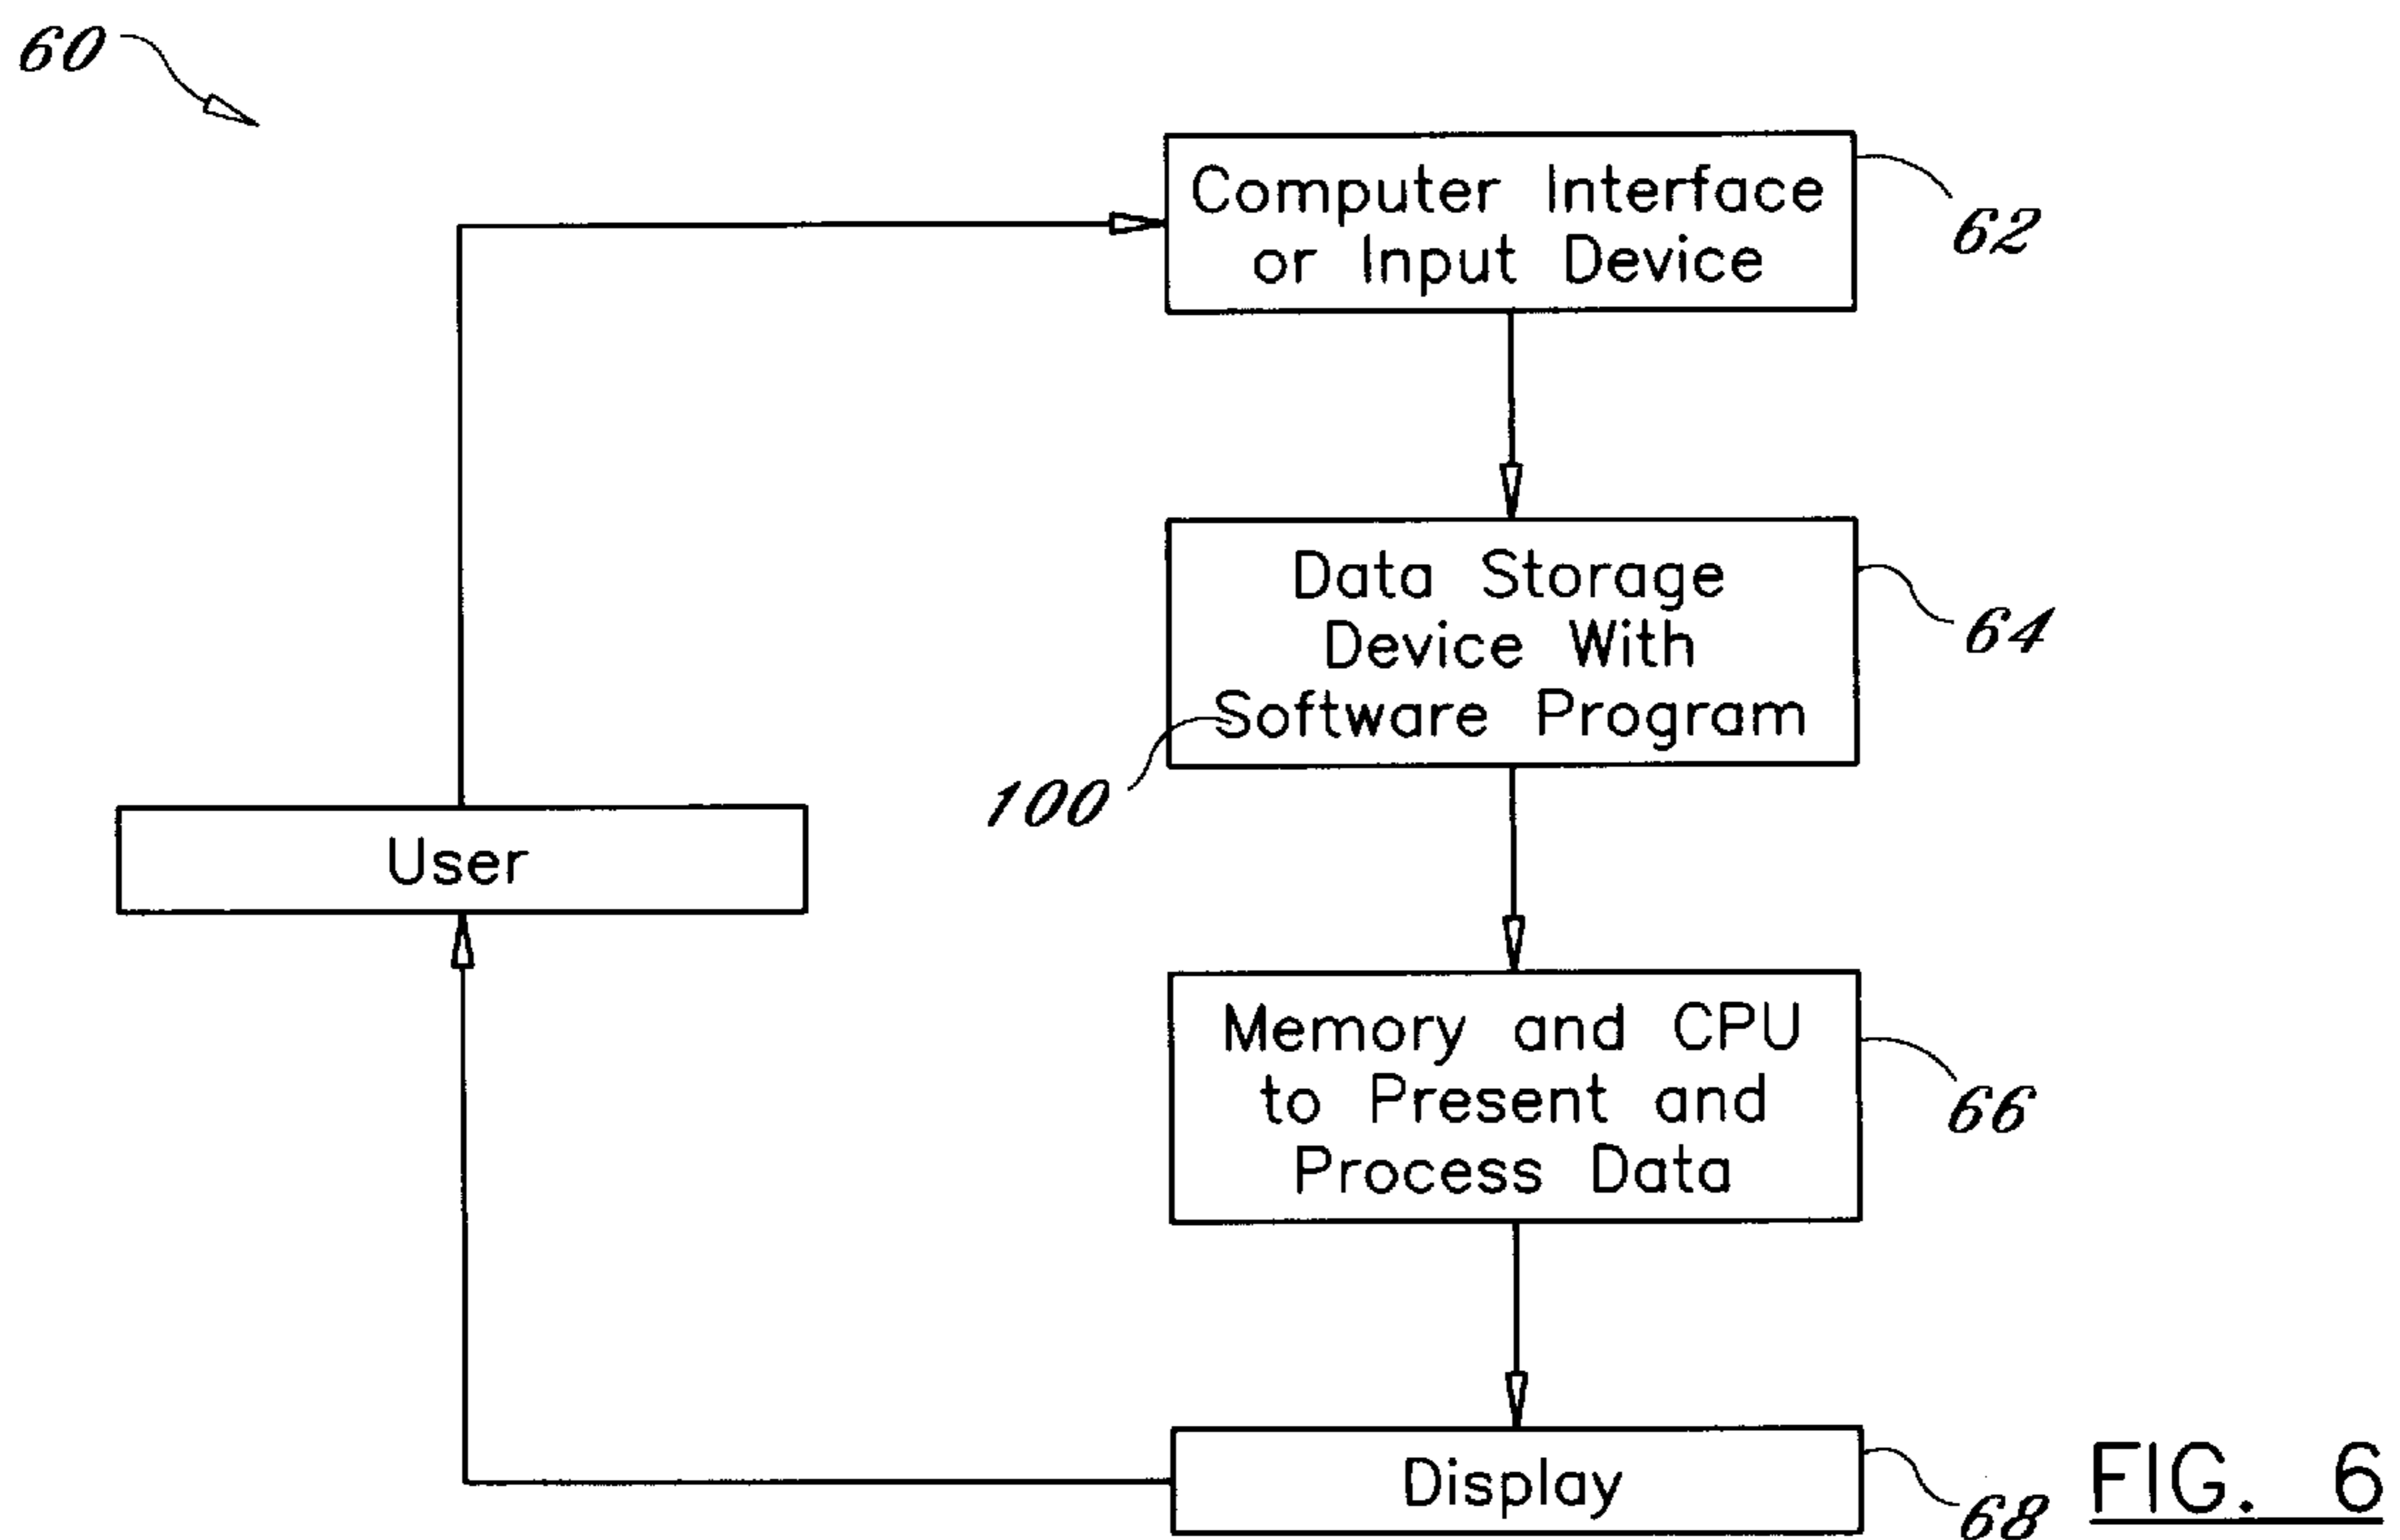 60
Computer Interface
or Input Device
62
Data Storage
Device With
Software Program
64
100
User
Memory and CPU
to Present and
Process Data
66
Display
68
FIG. 6